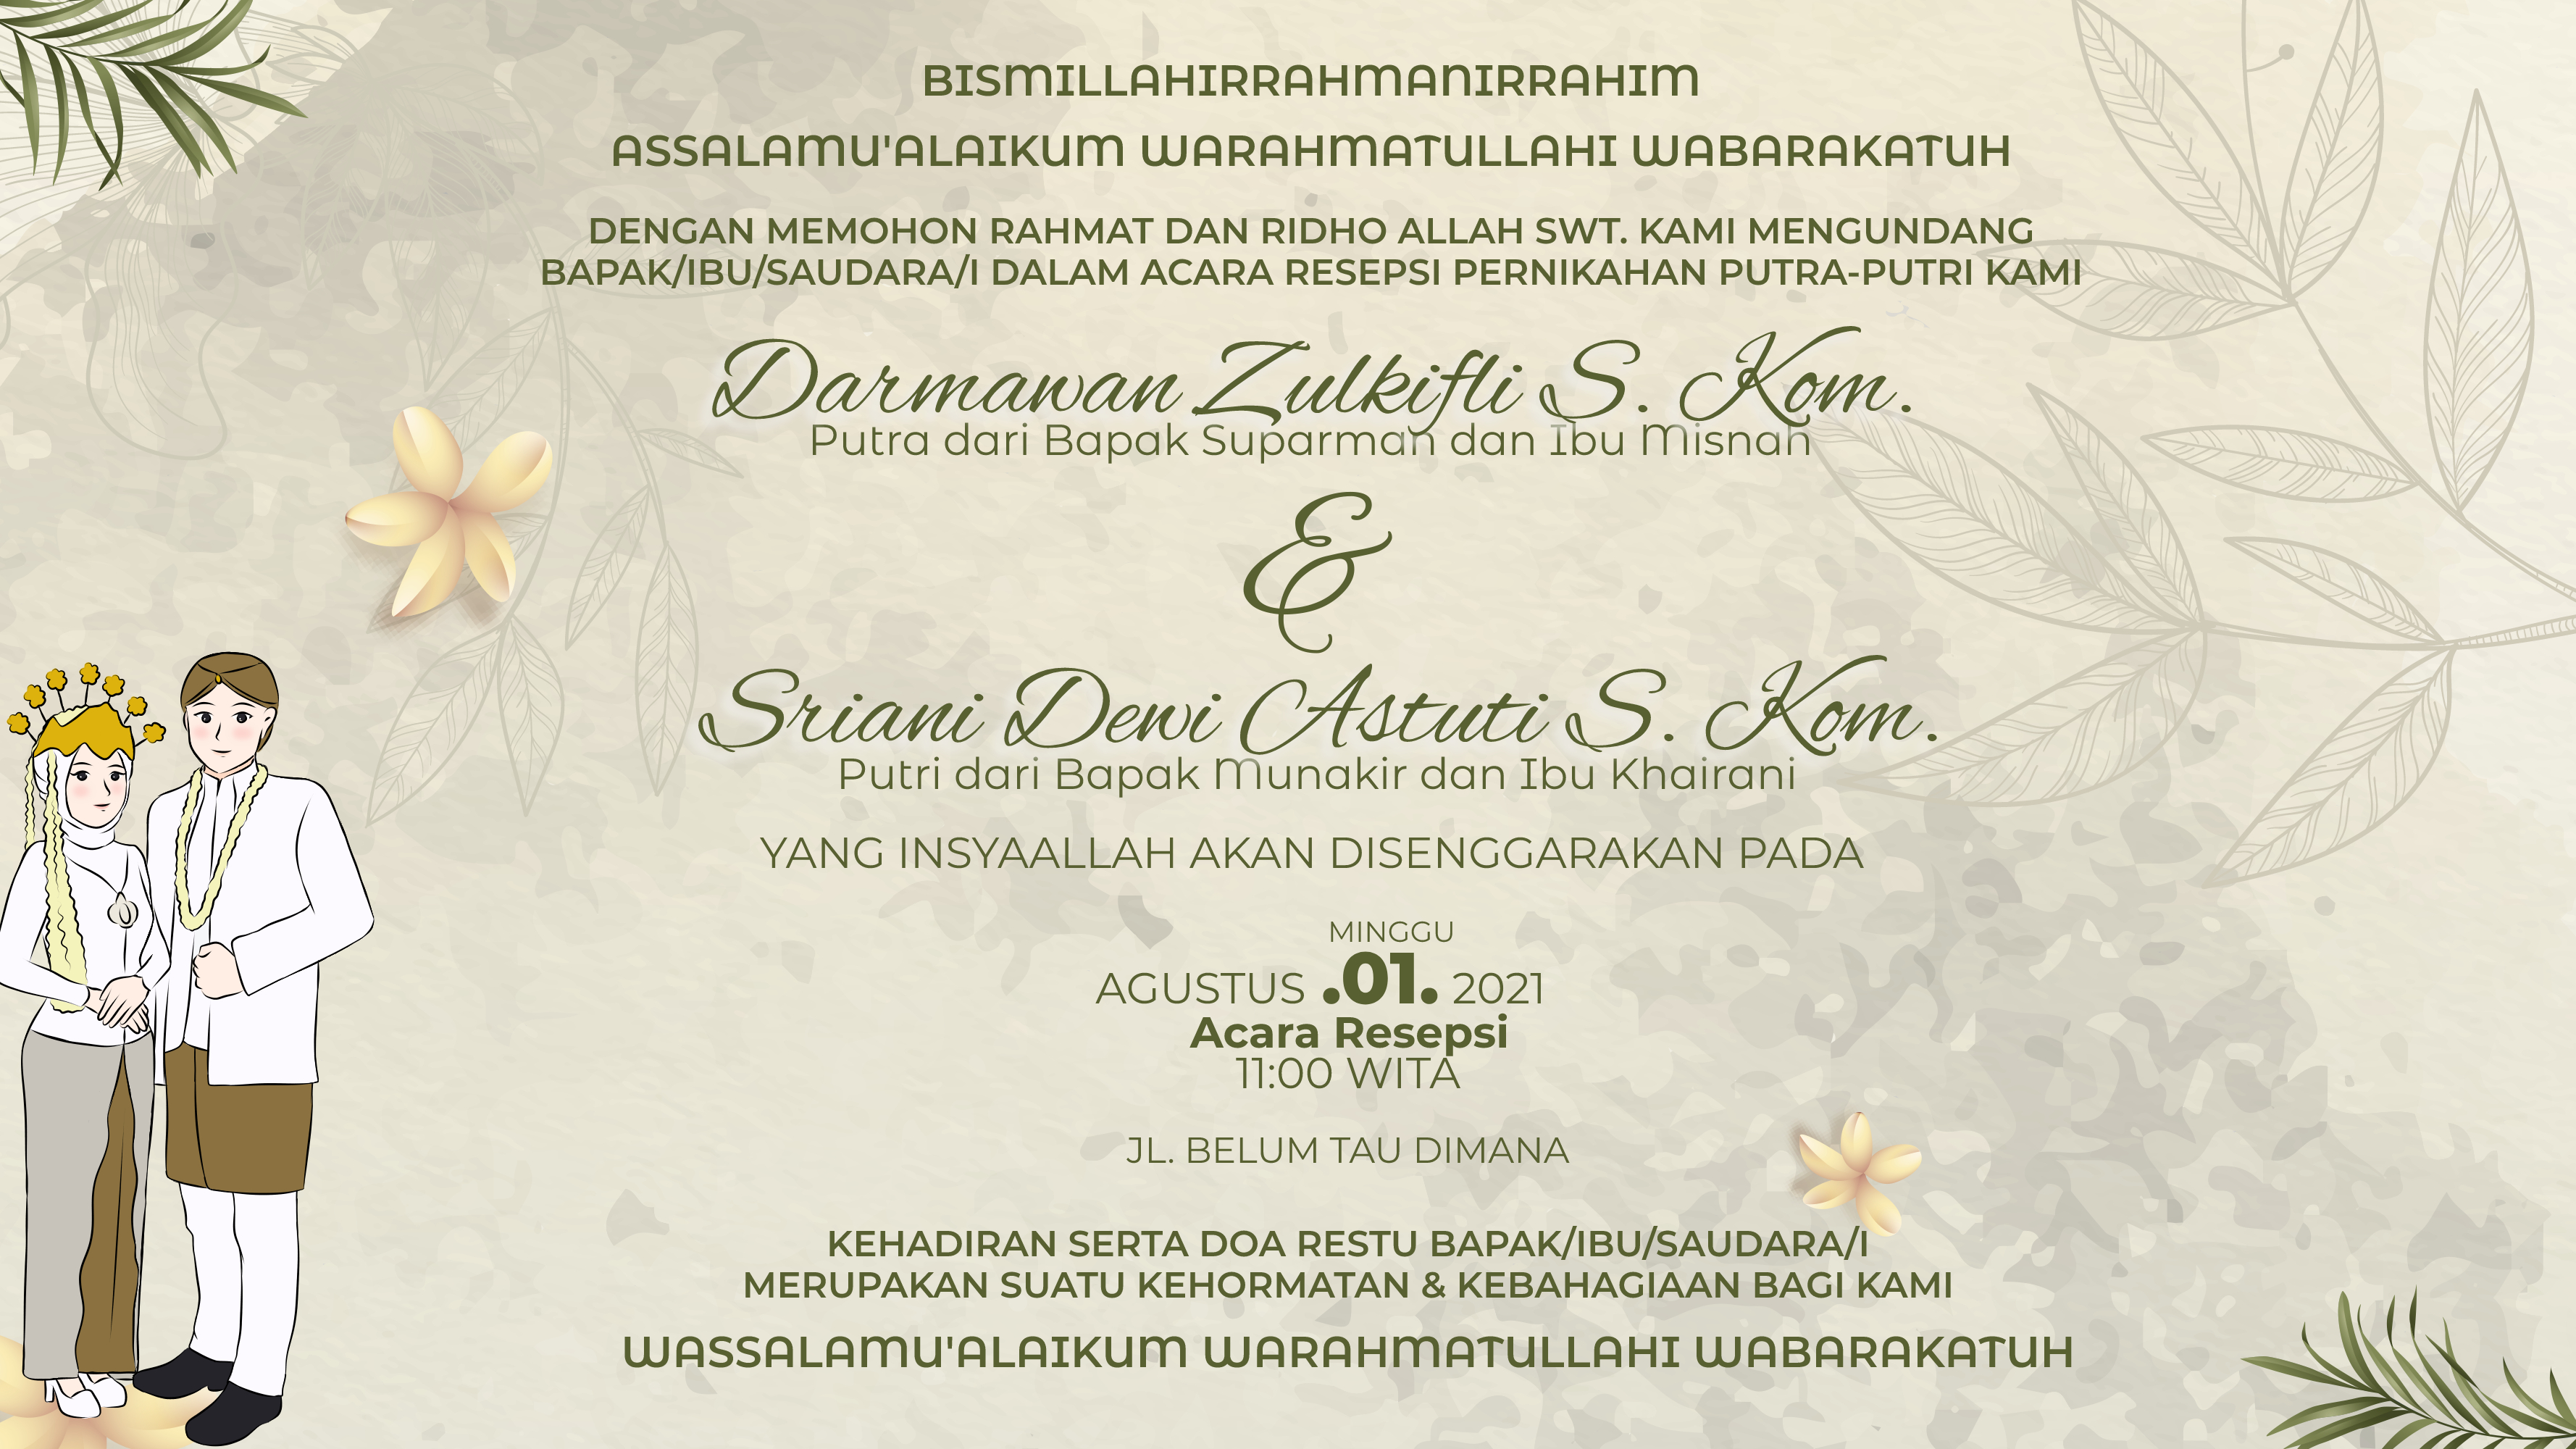 BISMILLAHIRRAHMANIRRAHIM
ASSALAMU'ALAIKUM WARAHMATULLAHI WABARAKATUH
DENGAN MEMOHON RAHMAT DAN RIDHO ALLAH SWT. KAMI MENGUNDANG
BAPAK/IBU/SAUDARA/I DALAM ACARA RESEPSI PERNIKAHAN PUTRA-PUTRI KAMI
Darmawan Zulkifli S. Kom.
Putra dari Bapak Suparman dan Ibu Misnah
&
Sriani Dewi Astuti S. Kom.
Putri dari Bapak Munakir dan Ibu Khairani
YANG INSYAALLAH AKAN DISENGGARAKAN PADA
MINGGU
AGUSTUS .01. 2021
Acara Resepsi
11:00 WITA
JL. BELUM TAU DIMANA
KEHADIRAN SERTA DOA RESTU BAPAK/IBU/SAUDARA/I
MERUPAKAN SUATU KEHORMATAN & KEBAHAGIAAN BAGI KAMI
WASSALAMU'ALAIKUM WARAHMATULLAHI WABARAKATUH